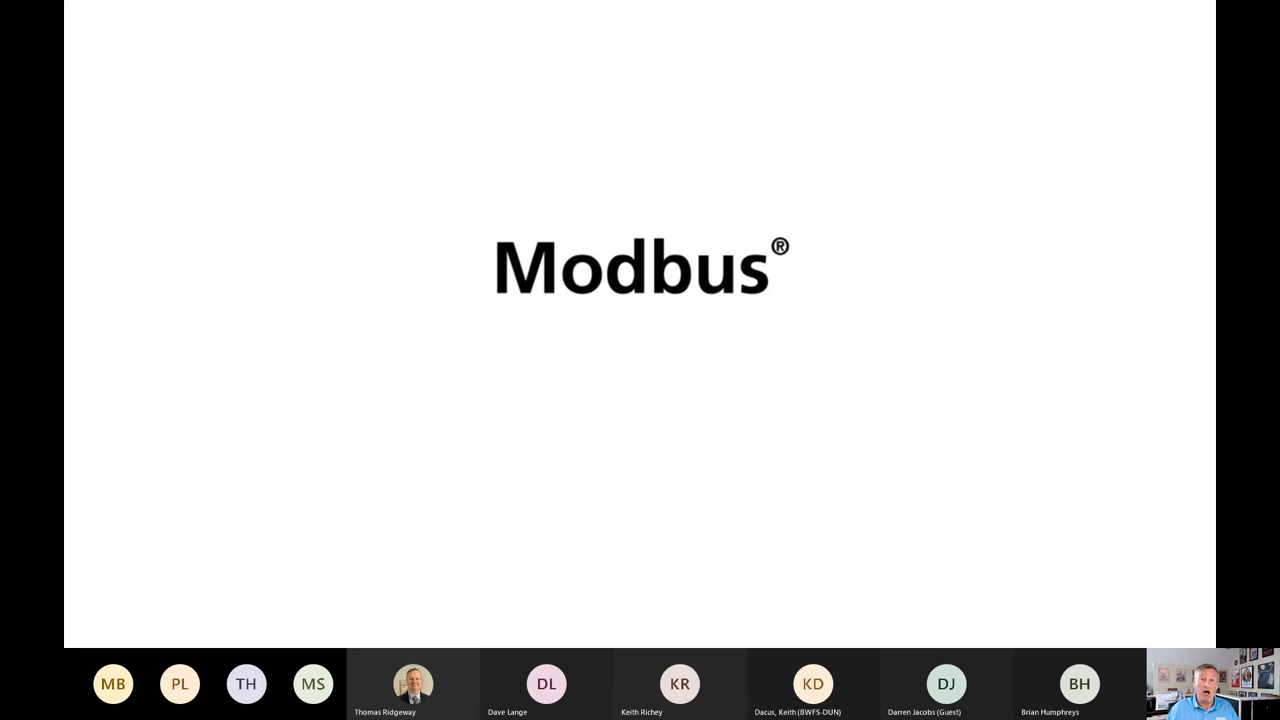 Modbus®
MB PL TH MS DL KR KD DJ BH
Thomas Ridgeway Dave Lange Keith Richey Dacus, Keith (BWFS-DUN) Darren Jacobs (Guest) Brian Humphreys